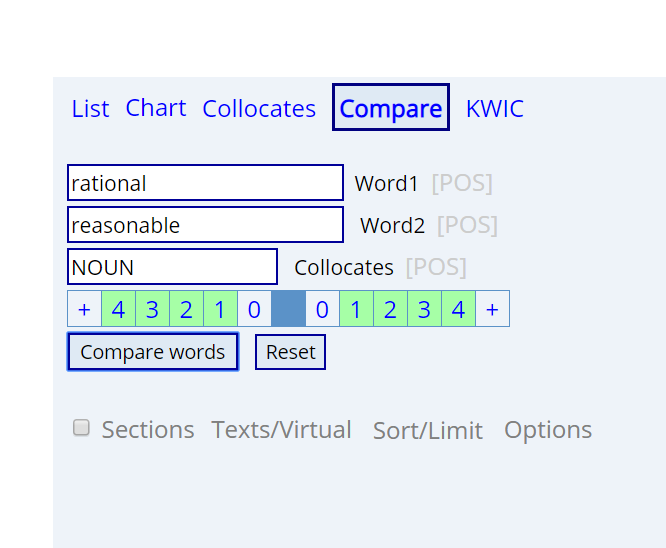 List Chart Collocates Compare KWIC
rational Word1 [POS]
reasonable Word2 [POS]
NOUN Collocates [POS]
+ 4 3 2 1 0 0 1 2 3 4 +
Compare words Reset
Sections Texts/Virtual Sort/Limit Options